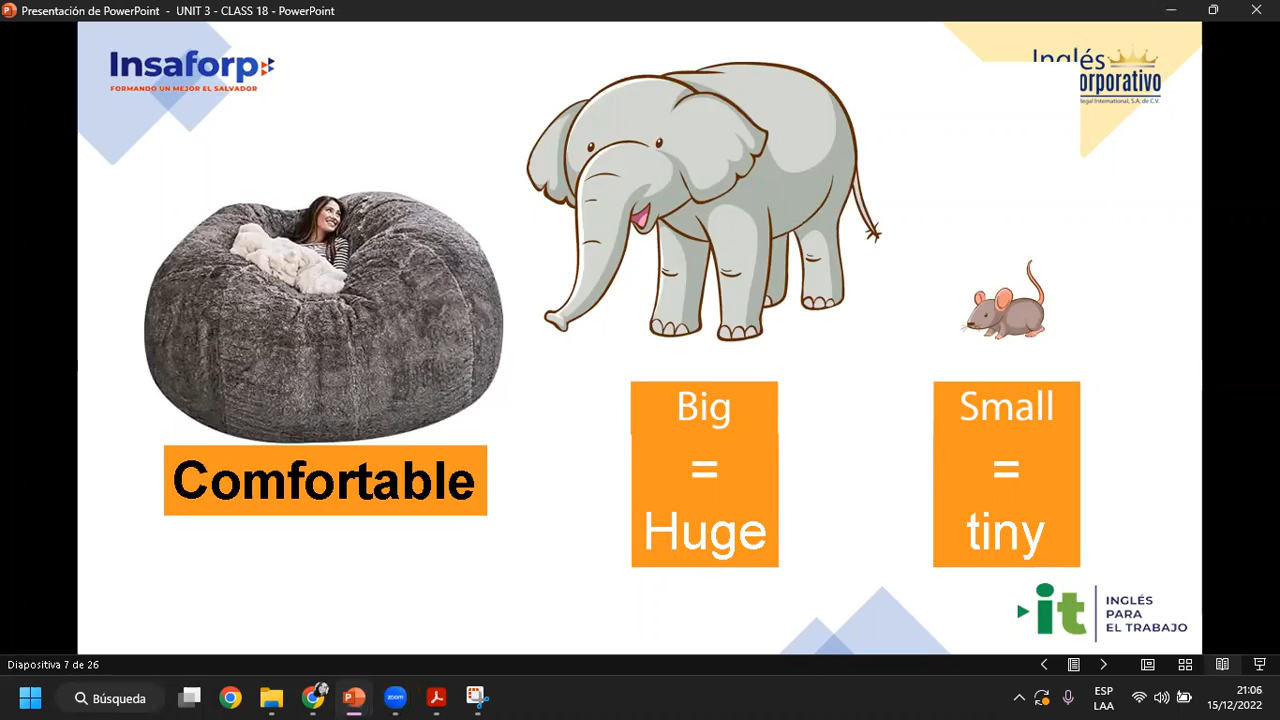 Presentación de PowerPoint - UNIT 3 - CLASS 18 - PowerPoint
Insaforp
FORMANDO UN MEJOR EL SALVADOR
Inglés
orporativo
legal International, S.A. de C.V.
Comfortable
Big
=
Huge
Small
=
tiny
it
INGLÉS
PARA
EL TRABAJO
Diapositiva 7 de 26
Búsqueda
zoom
ESP
LAA
21:06
15/12/2022